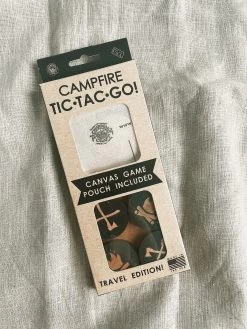 CAMPFIRE
TIC•TAC•GO!
CANVAS GAME
POUCH INCLUDED
TRAVEL EDITION!